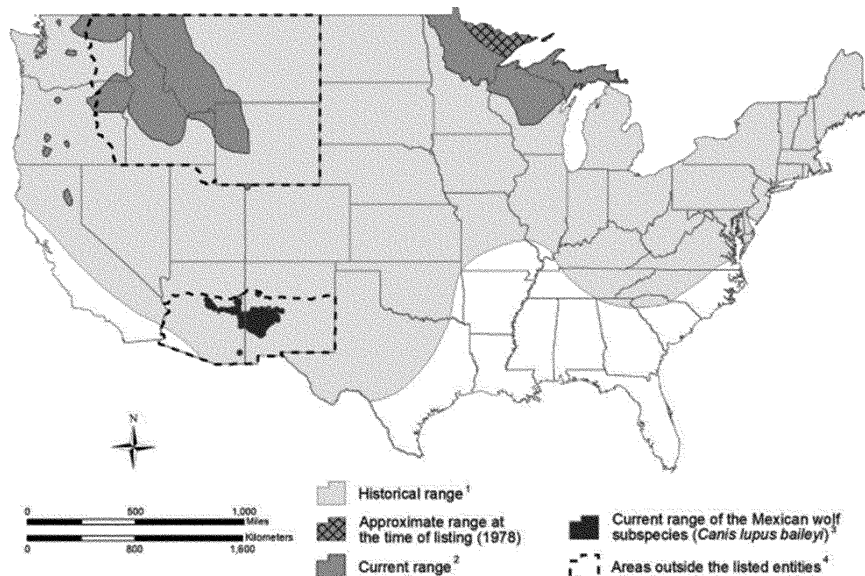 N
Historical range 1
Approximate range at
the time of listing (1978)
Current range 2
Current range of the Mexican wolf
subspecies (Canis lupus baileyi) 3
Areas outside the listed entities 4
0 500 1,000
Miles
Kilometers
0 800 1,600